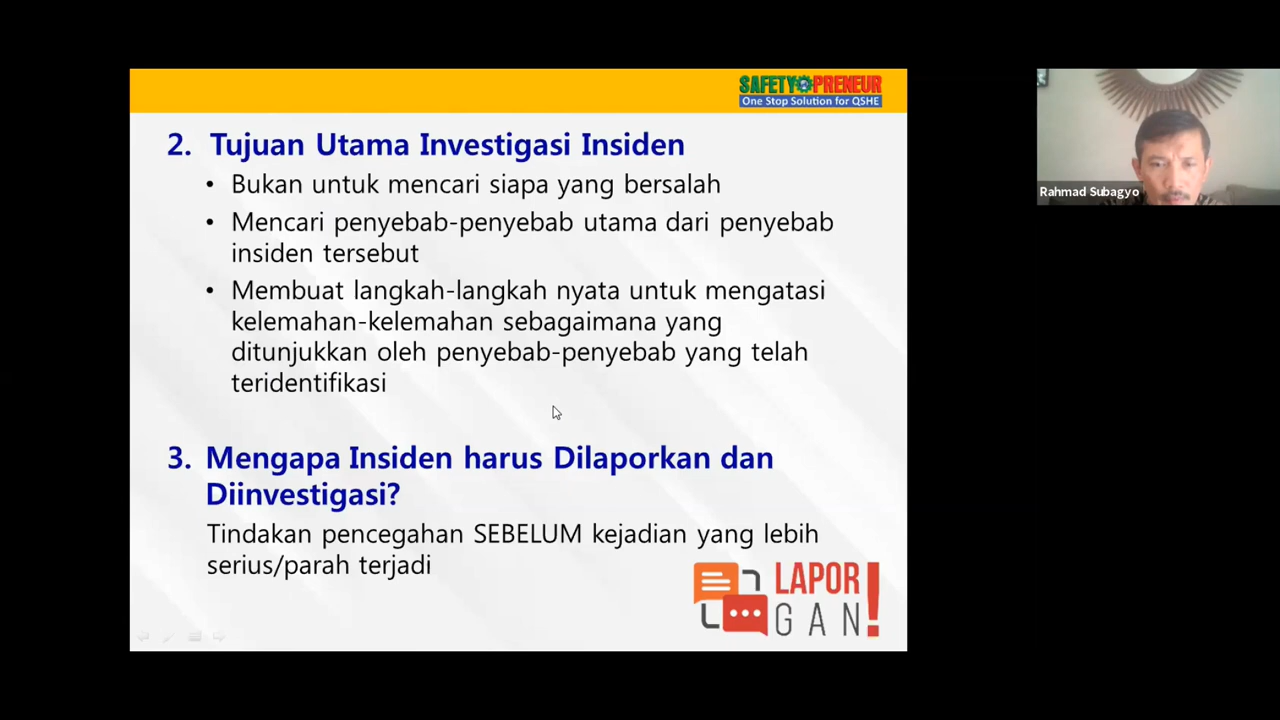 SAFETYPRENEUR
One Stop Solution for QSHE
2. Tujuan Utama Investigasi Insiden
• Bukan untuk mencari siapa yang bersalah
• Mencari penyebab-penyebab utama dari penyebab
insiden tersebut
• Membuat langkah-langkah nyata untuk mengatasi
kelemahan-kelemahan sebagaimana yang
ditunjukkan oleh penyebab-penyebab yang telah
teridentifikasi
3. Mengapa Insiden harus Dilaporkan dan
Diinvestigasi?
Tindakan pencegahan SEBELUM kejadian yang lebih
serius/parah terjadi
LAPOR
GAN!
Rahmad Subagyo